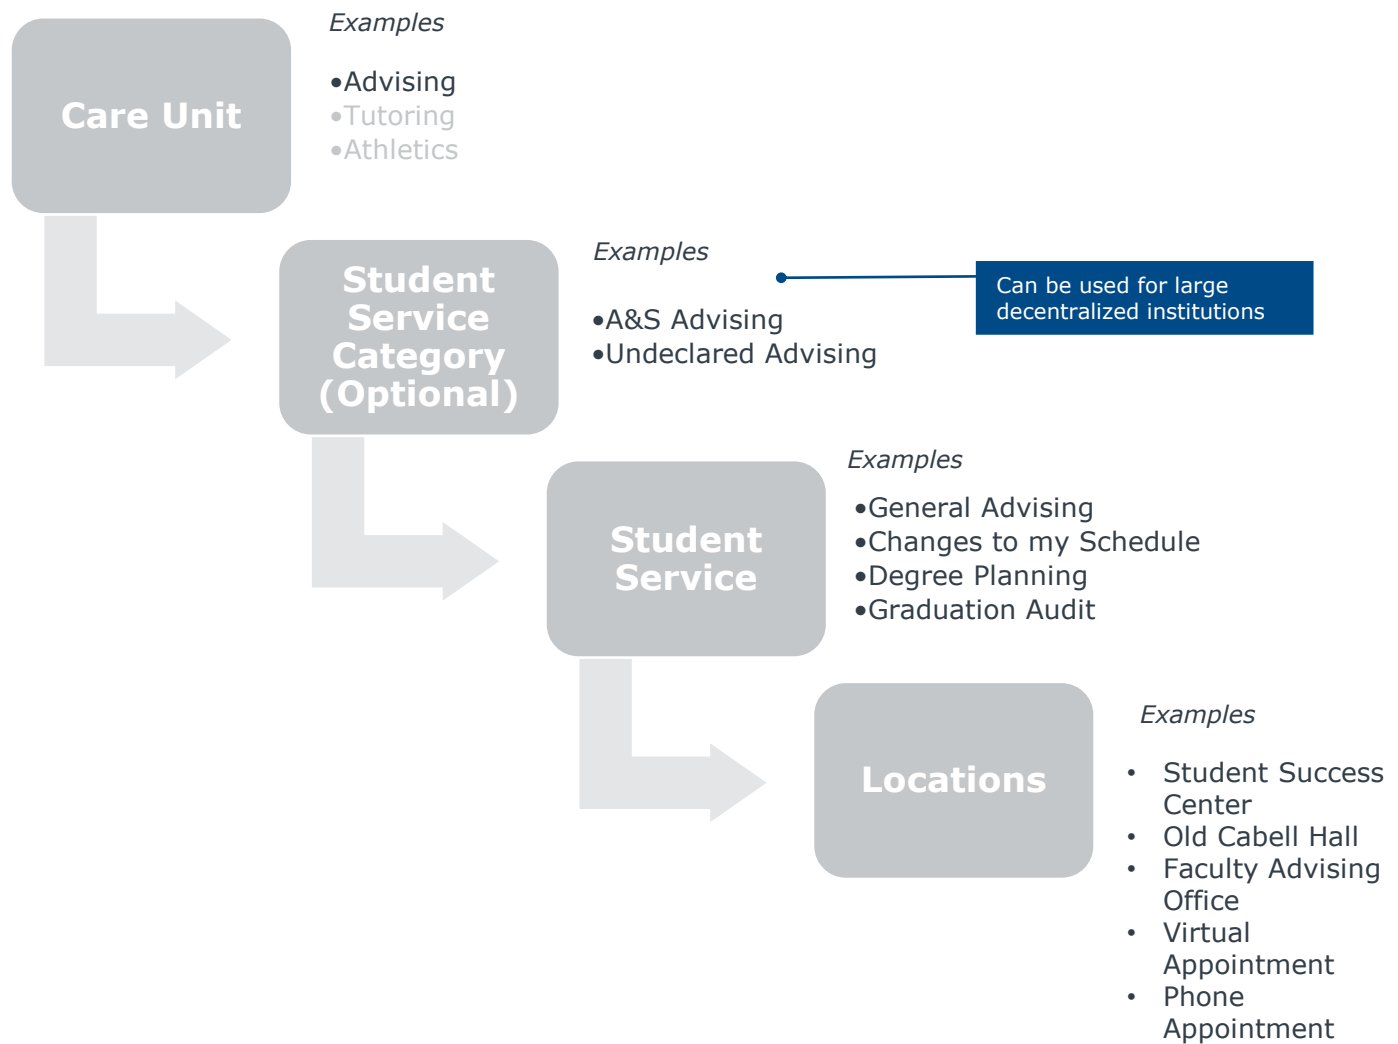 Care Unit
Examples
•Advising
•Tutoring
•Athletics
Student
Service
Category
(Optional)
Examples
•A&S Advising
•Undeclared Advising
Can be used for large
decentralized institutions
Student
Service
Examples
•General Advising
•Changes to my Schedule
•Degree Planning
•Graduation Audit
Locations
Examples
• Student Success
Center
• Old Cabell Hall
• Faculty Advising
Office
• Virtual
Appointment
• Phone
Appointment